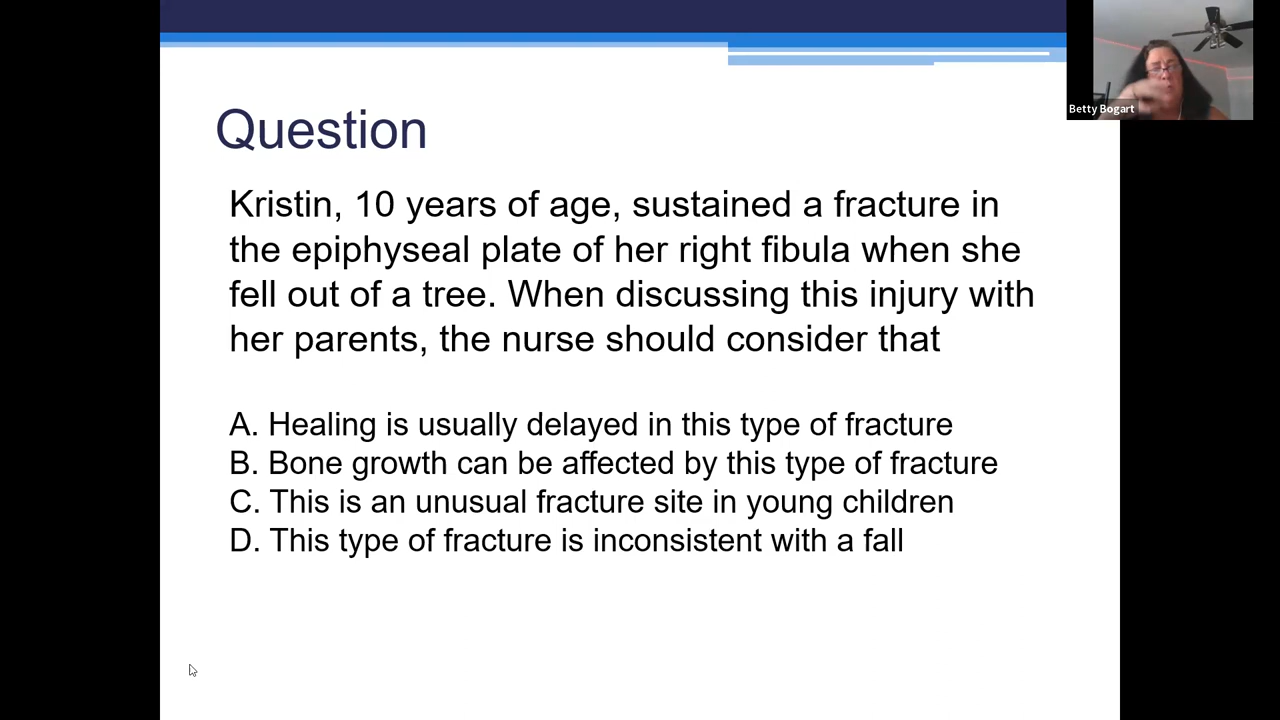 Betty Bogart
Question
Kristin, 10 years of age, sustained a fracture in
the epiphyseal plate of her right fibula when she
fell out of a tree. When discussing this injury with
her parents, the nurse should consider that
A. Healing is usually delayed in this type of fracture
B. Bone growth can be affected by this type of fracture
C. This is an unusual fracture site in young children
D. This type of fracture is inconsistent with a fall